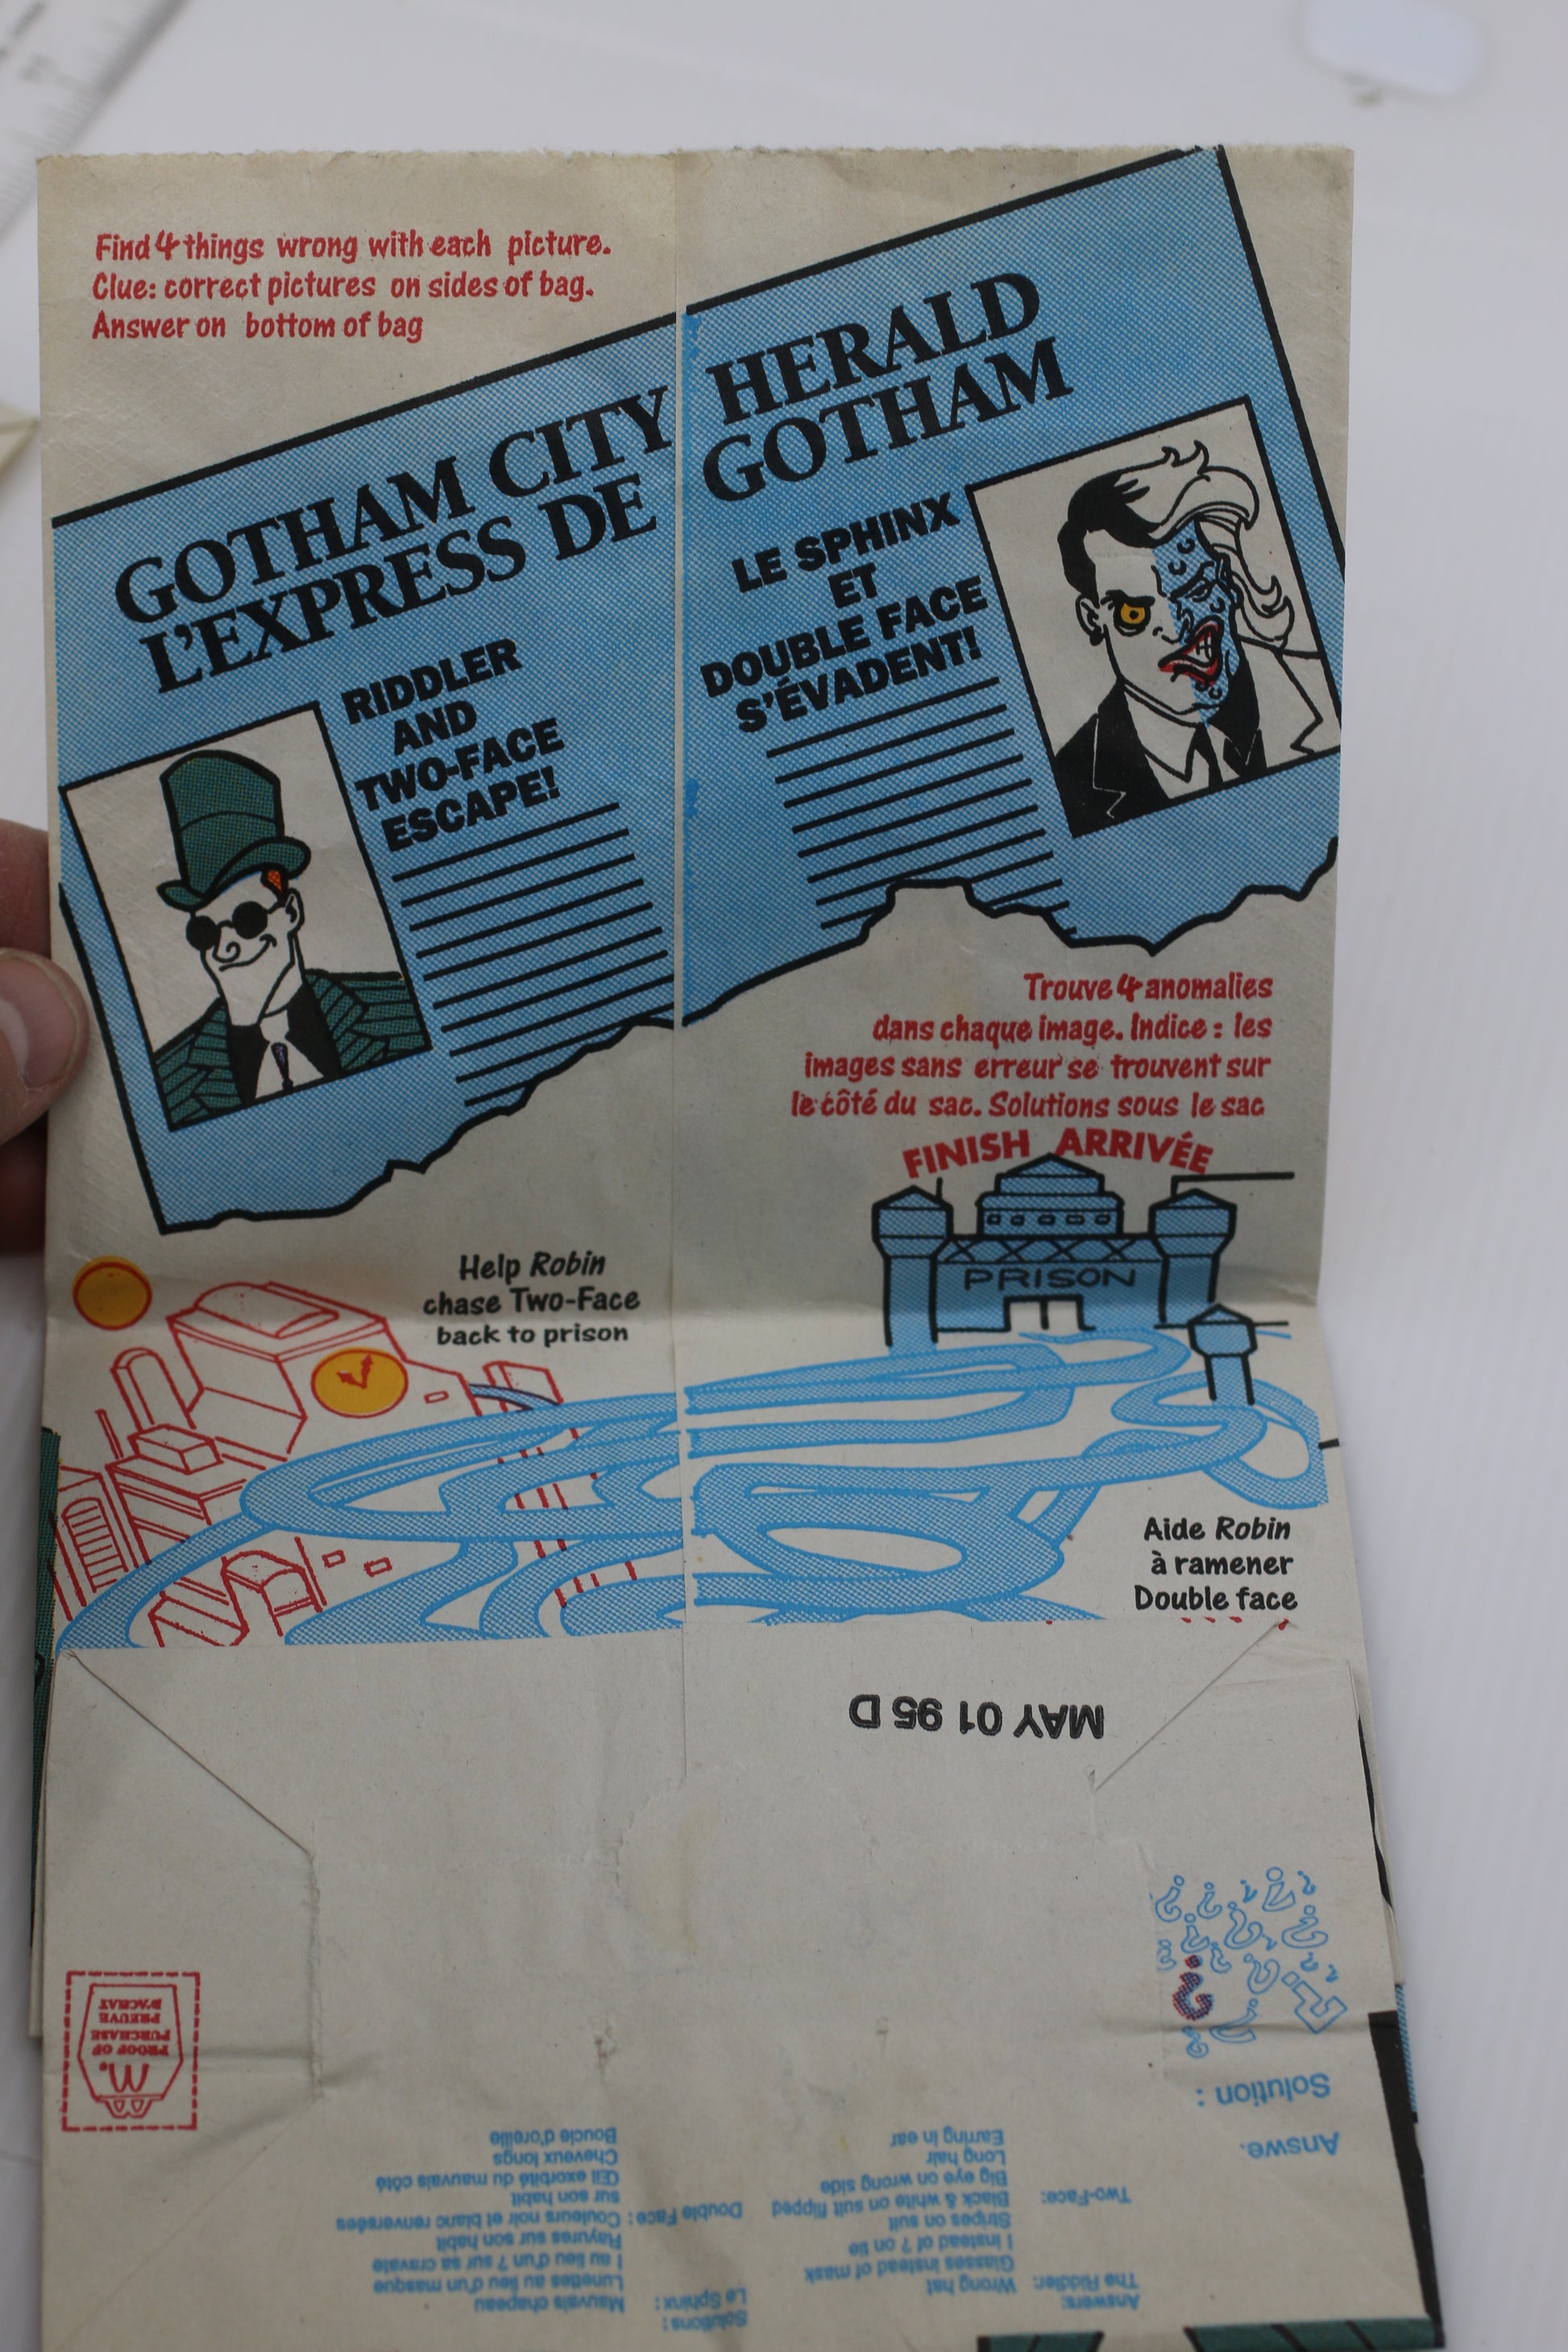 Find 4 things wrong with each picture.
Clue: correct pictures on sides of bag.
Answer on bottom of bag
GOTHAM CITY HERALD
L'EXPRESS DE GOTHAM
RIDDLER
AND
TWO-FACE
ESCAPE!
LE SPHINX
ET
DOUBLE FACE
S'ÉVADENT!
Trouve 4 anomalies
dans chaque image. Indice : les
images sans erreur se trouvent sur
le côté du sac. Solutions sous le sac
FINISH ARRIVÉE
PRISON
Help Robin
chase Two-Face
back to prison
Aide Robin
à ramener
Double face
MAY 01 95 D
Answers:
The Riddler: Wrong hat
Glasses instead of mask
I instead of ? on tie
Stripes on suit
Two-Face: Black & white on suit flipped
Big eye on wrong side
Long hair
Earring in ear
Solutions:
Le Sphinx: Mauvais chapeau
Lunettes au lieu d'un masque
I au lieu d'un ? sur sa cravate
Rayures sur son habit
Double Face: Couleurs noir et blanc renversées
sur son habit
Œil exorbité du mauvais côté
Cheveux longs
Boucle d'oreille
Answe.
Solution :
? ? ? ? ? ? ? ? ? ?
M
PROOF OF
PURCHASE
PREUVE
D'ACHAT